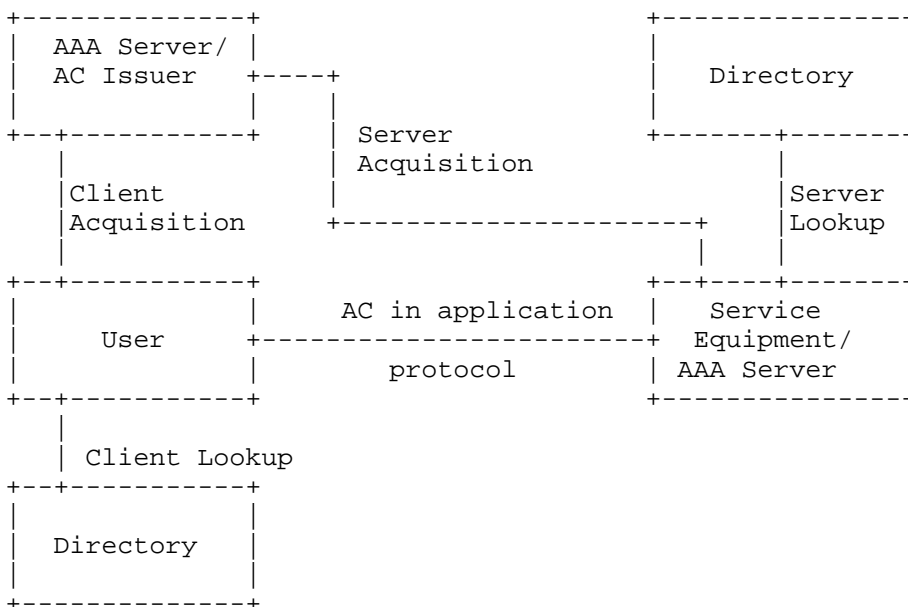 AAA Server/
AC Issuer
Directory
Server
Acquisition
Client
Acquisition
Server
Lookup
User
AC in application
protocol
Service
Equipment/
AAA Server
Client Lookup
Directory